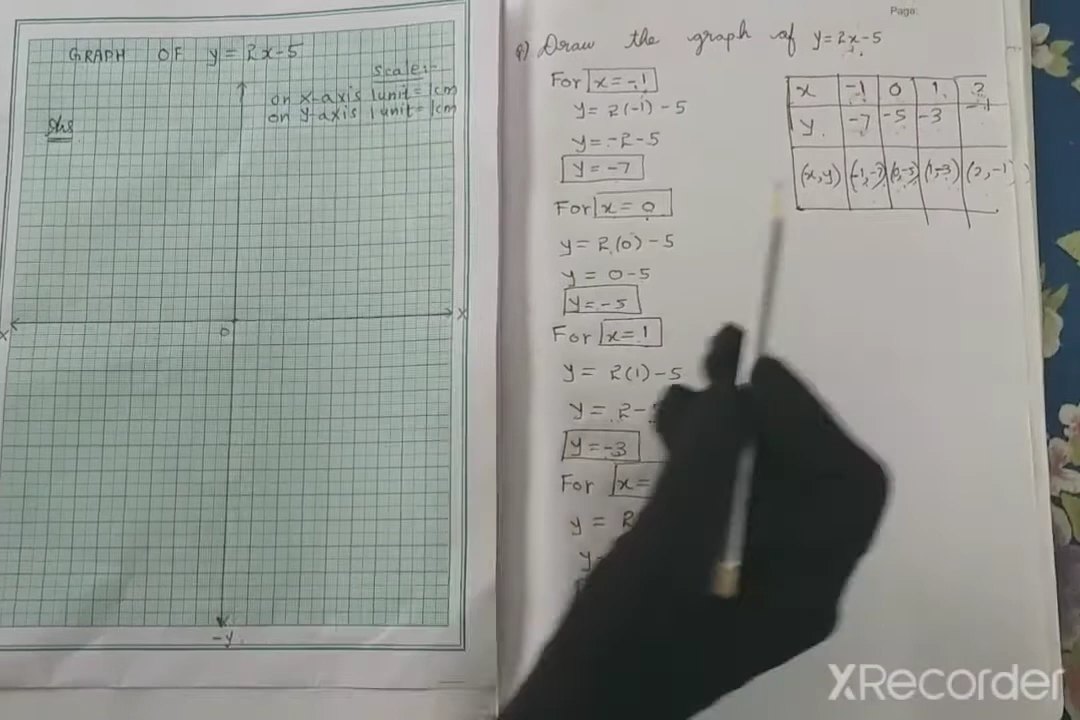 GRAPH OF y = 2x-5
Scale:-
on x-axis 1unit = 1cm
on y-axis 1unit = 1cm
Ans
X
X
0
-y
Page:
Q) Draw the graph of y=2x-5
For x = -1
y = 2(-1) - 5
y = -2-5
y = -7
For x = 0
y = 2(0) - 5
y = 0-5
y = -5
For x = 1
y = 2(1) - 5
y = 2-
y = -3
For x =
y = 2
y
x -1 0 1 2
y -7 -5 -3 -1
(x,y) (-1,-7) (0,-5) (1,-3) (2,-1)
XRecorder